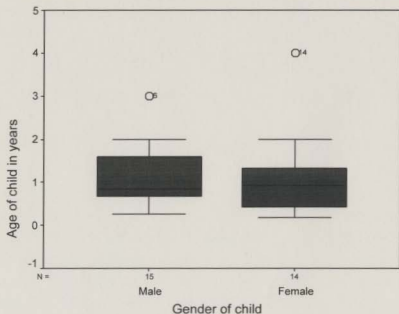 Age of child in years
5
4
3
2
1
0
-1
5
14
N =
15
14
Male
Female
Gender of child